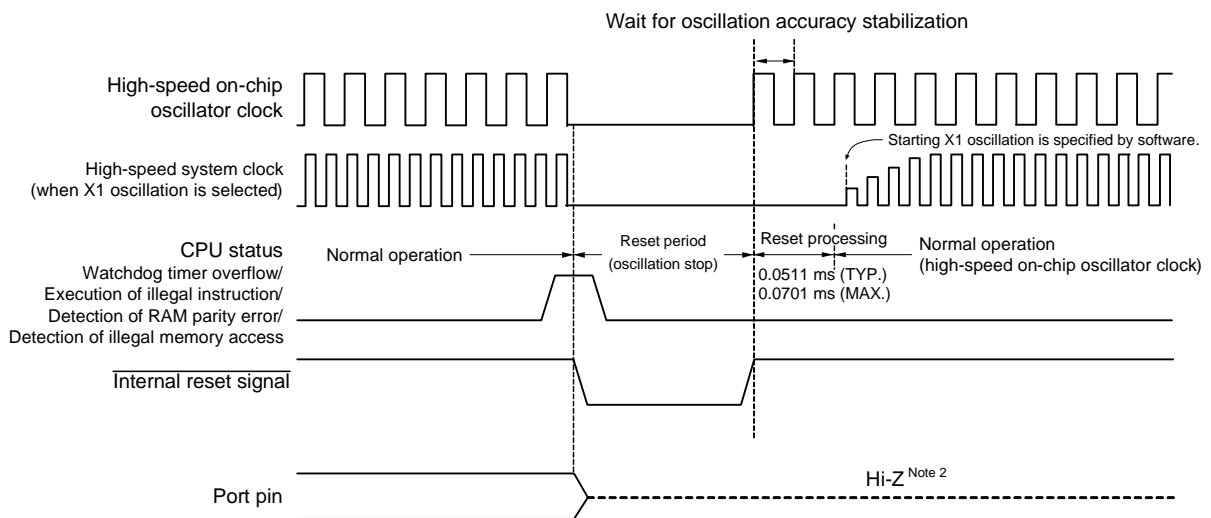 Wait for oscillation accuracy stabilization
High-speed on-chip
oscillator clock
Starting X1 oscillation is specified by software.
High-speed system clock
(when X1 oscillation is selected)
CPU status
Normal operation
Reset period
(oscillation stop)
Reset processing
0.0511 ms (TYP.)
0.0701 ms (MAX.)
Normal operation
(high-speed on-chip oscillator clock)
Watchdog timer overflow/
Execution of illegal instruction/
Detection of RAM parity error/
Detection of illegal memory access
Internal reset signal
Hi-Z Note 2
Port pin